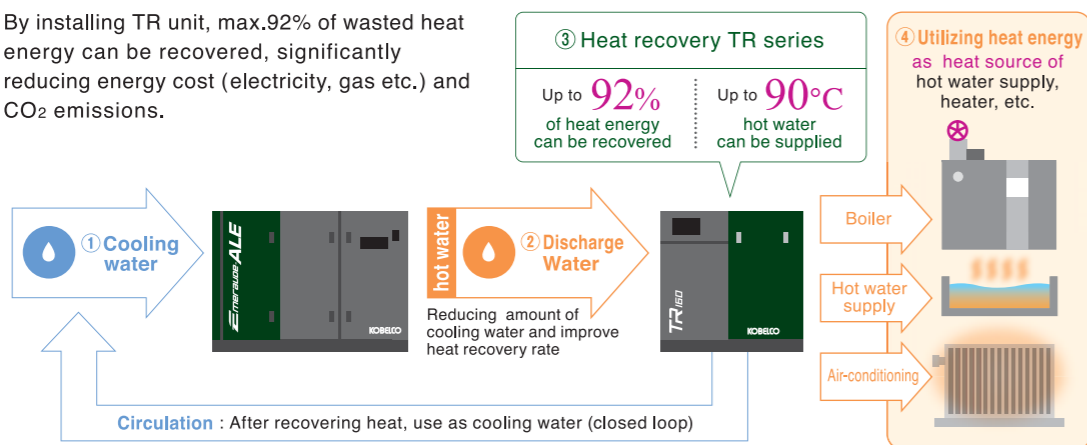 By installing TR unit, max.92% of wasted heat
energy can be recovered, significantly
reducing energy cost (electricity, gas etc.) and
CO2 emissions.
③ Heat recovery TR series
Up to 92%
of heat energy
can be recovered
Up to 90°C
hot water
can be supplied
④ Utilizing heat energy
as heat source of
hot water supply,
heater, etc.
① Cooling
water
Emeraude ALE
KOBELCO
hot water
② Discharge
Water
Reducing amount of
cooling water and improve
heat recovery rate
TR 160
KOBELCO
Boiler
Hot water
supply
Air-conditioning
Circulation : After recovering heat, use as cooling water (closed loop)